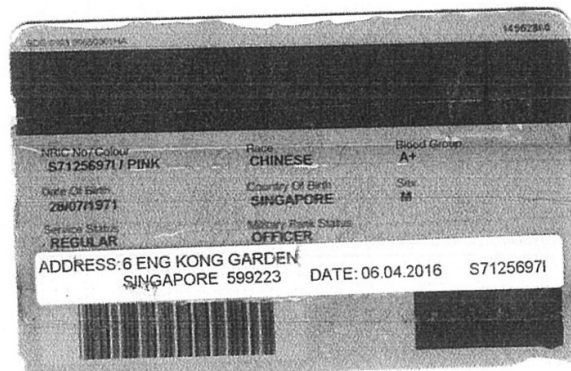 NRIC No / Colour Race Blood Group
S7125697I / PINK CHINESE A+
Date Of Birth Country Of Birth Sex
28/07/1971 SINGAPORE M
Service Status Military Rank Status
REGULAR OFFICER
ADDRESS: 6 ENG KONG GARDEN
SINGAPORE 599223 DATE: 06.04.2016 S7125697I